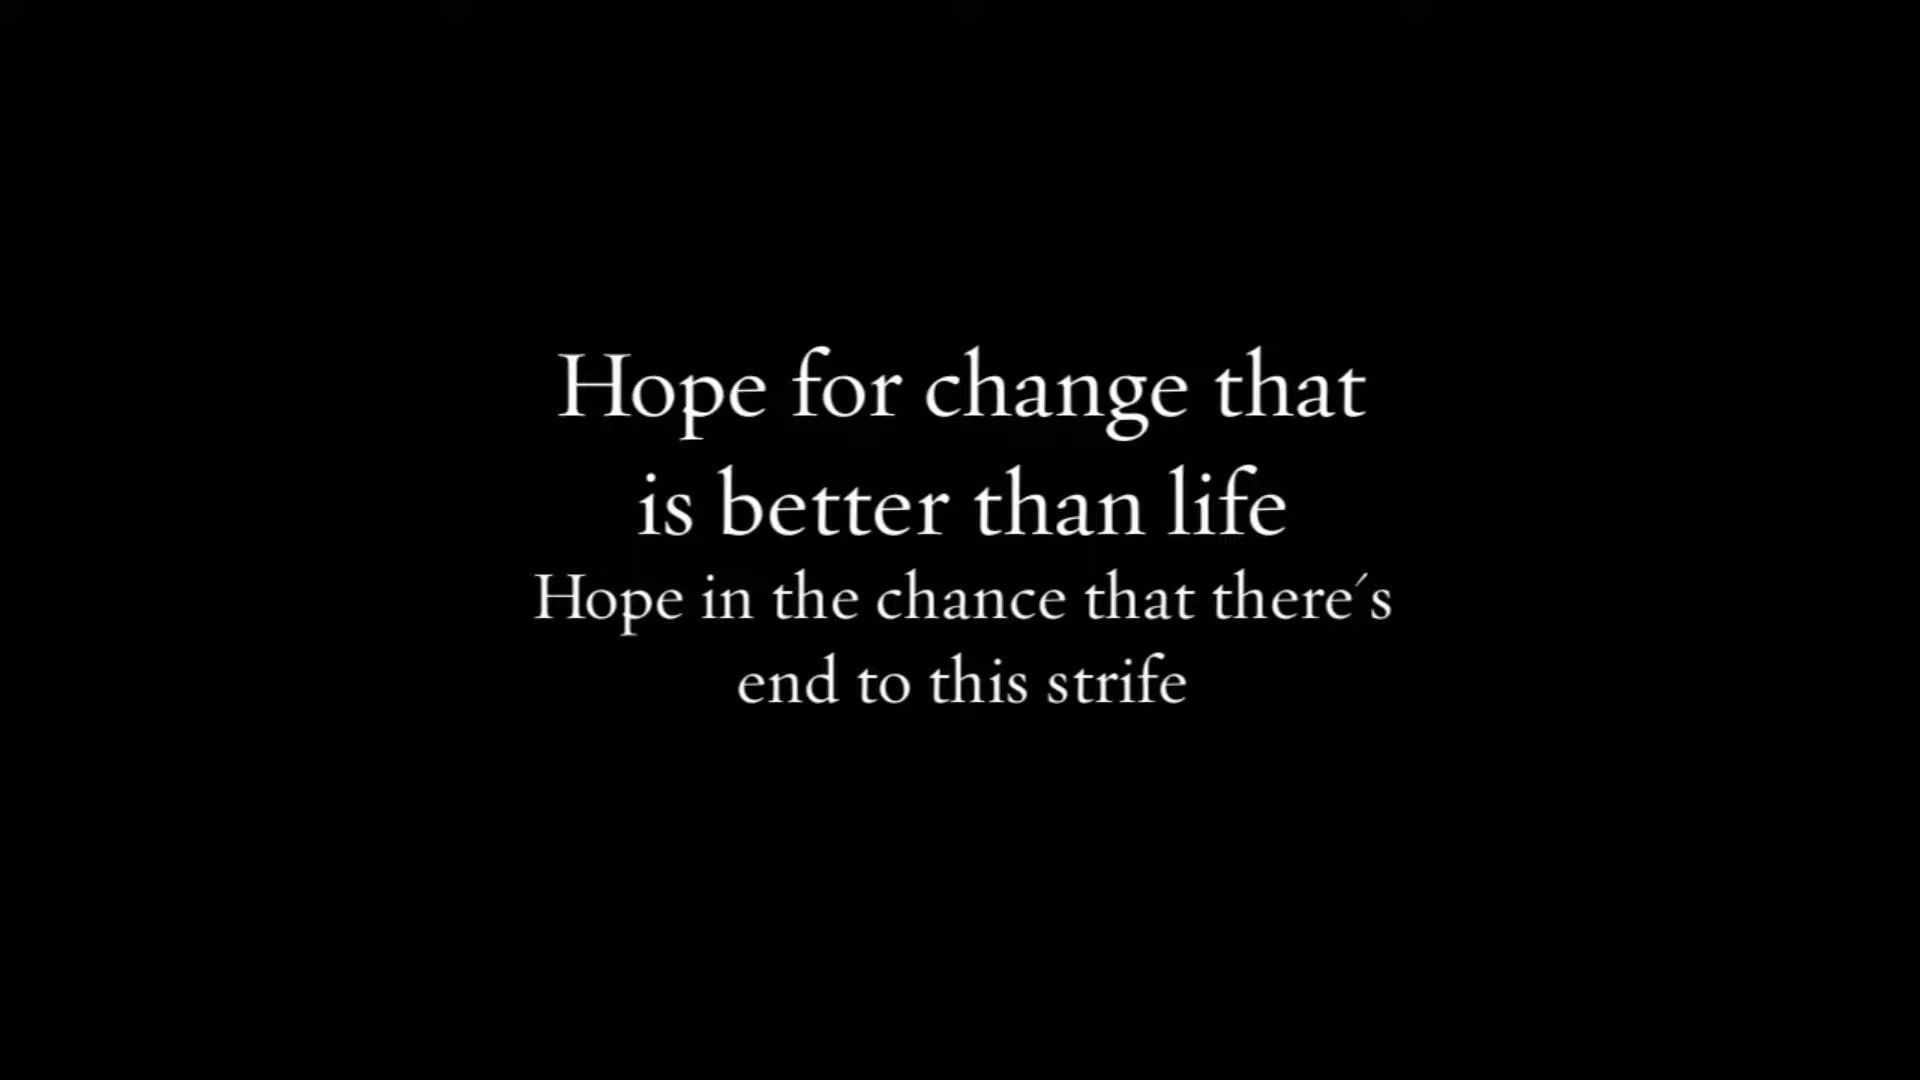 Hope for change that
is better than life
Hope in the chance that there´s
end to this strife